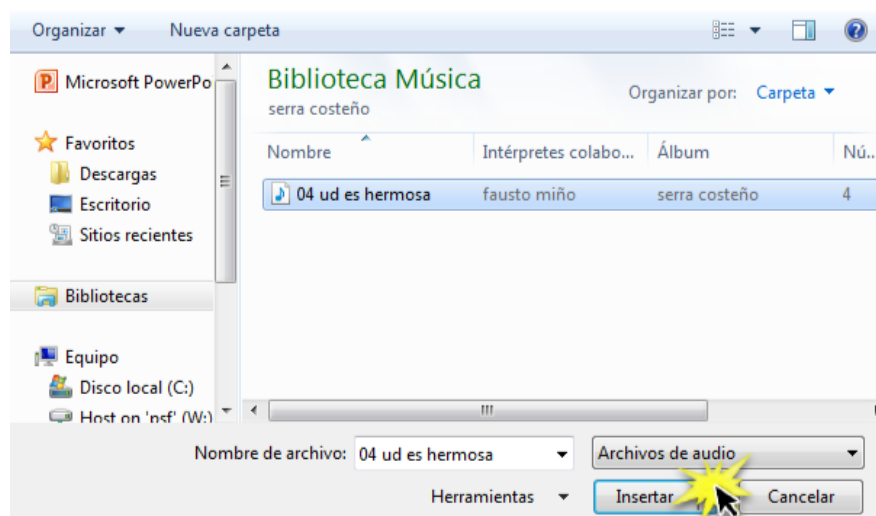 Organizar Nueva carpeta
Microsoft PowerPo
Favoritos
Descargas
Escritorio
Sitios recientes
Bibliotecas
Equipo
Disco local (C:)
Host on 'psf' (W:)
Biblioteca Música
serra costeño
Organizar por: Carpeta
Nombre Intérpretes colabo... Álbum Nú...
04 ud es hermosa fausto miño serra costeño 4
Nombre de archivo: 04 ud es hermosa Archivos de audio
Herramientas Insertar Cancelar